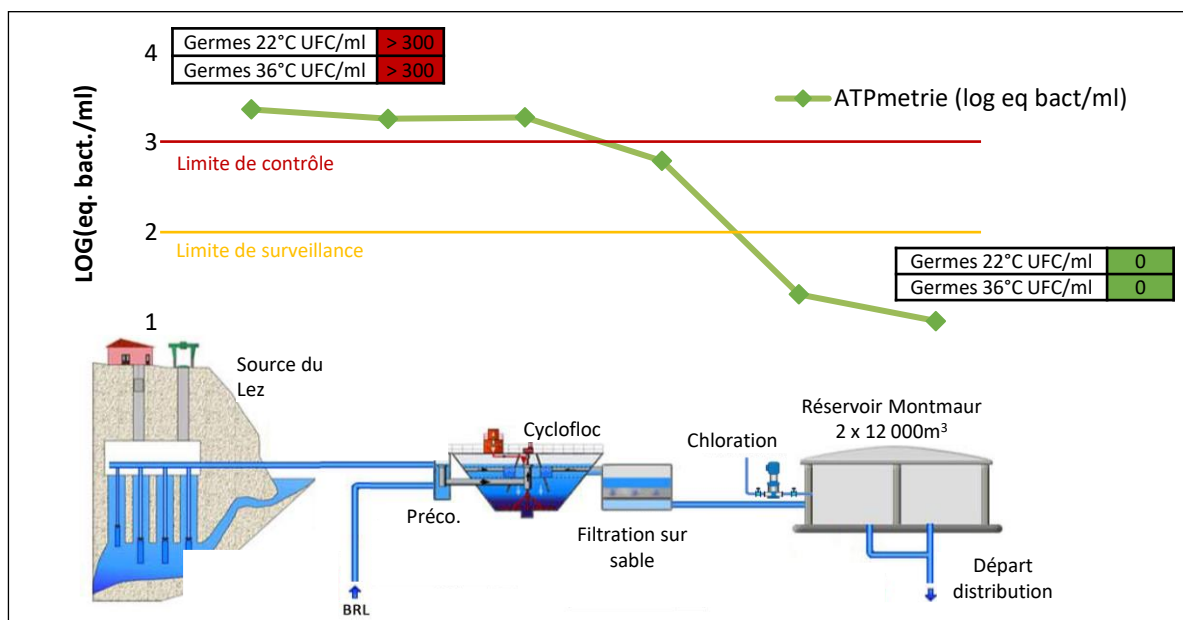 4
Germes 22°C UFC/ml > 300
Germes 36°C UFC/ml > 300
ATPmetrie (log eq bact/ml)
LOG(eq. bact./ml)
3
Limite de contrôle
2
Limite de surveillance
Germes 22°C UFC/ml 0
Germes 36°C UFC/ml 0
1
Source du
Lez
Réservoir Montmaur
2 x 12 000m³
Cyclofloc
Chloration
Préco.
Filtration sur
sable
Départ
distribution
BRL